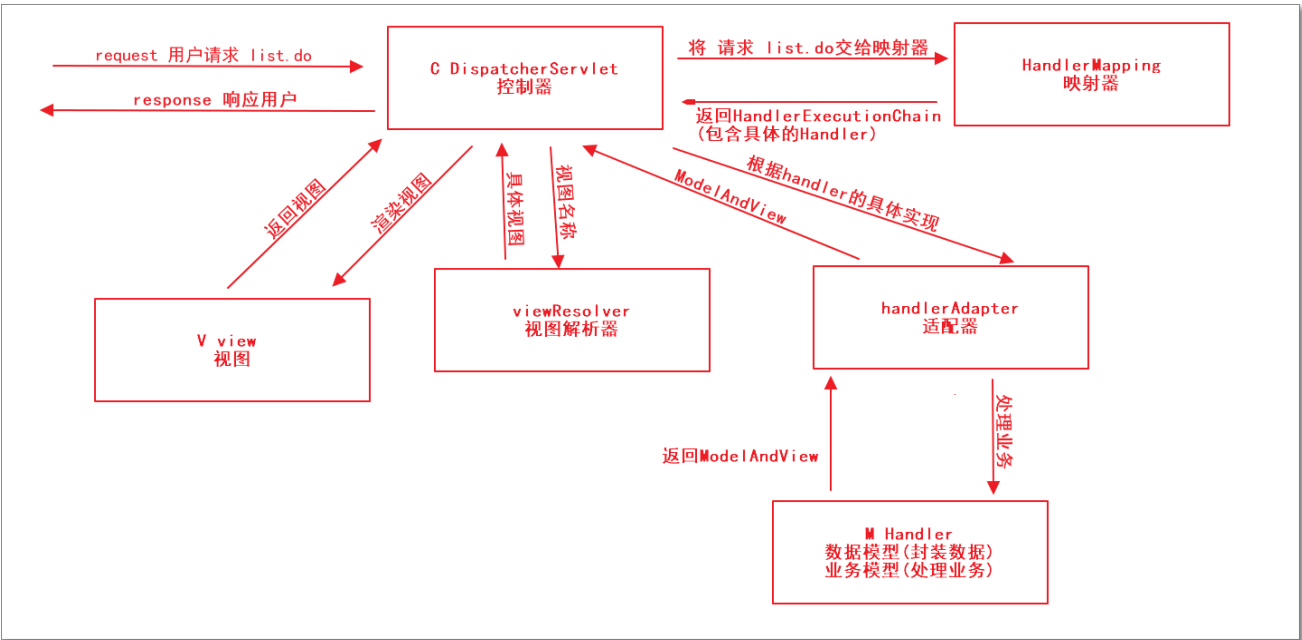 request 用户请求 list.do
response 响应用户
C DispatcherServlet
控制器
将 请求 list.do交给映射器
返回HandlerExecutionChain
(包含具体的Handler)
HandlerMapping
映射器
返回视图
渲染视图
具体视图
视图名称
ModelAndView
根据handler的具体实现
V view
视图
viewResolver
视图解析器
handlerAdapter
适配器
返回ModelAndView
处理业务
M Handler
数据模型(封装数据)
业务模型(处理业务)